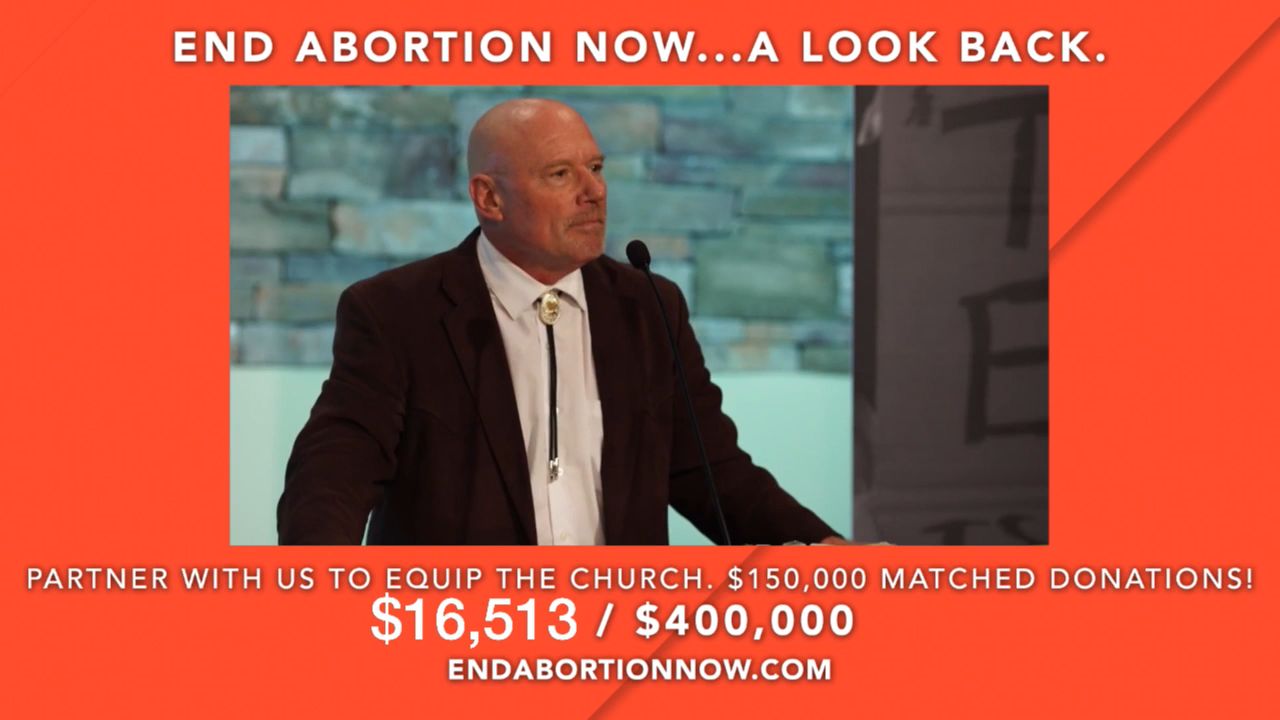 END ABORTION NOW...A LOOK BACK.
T
E
TS
PARTNER WITH US TO EQUIP THE CHURCH. $150,000 MATCHED DONATIONS!
$16,513 / $400,000
ENDABORTIONNOW.COM